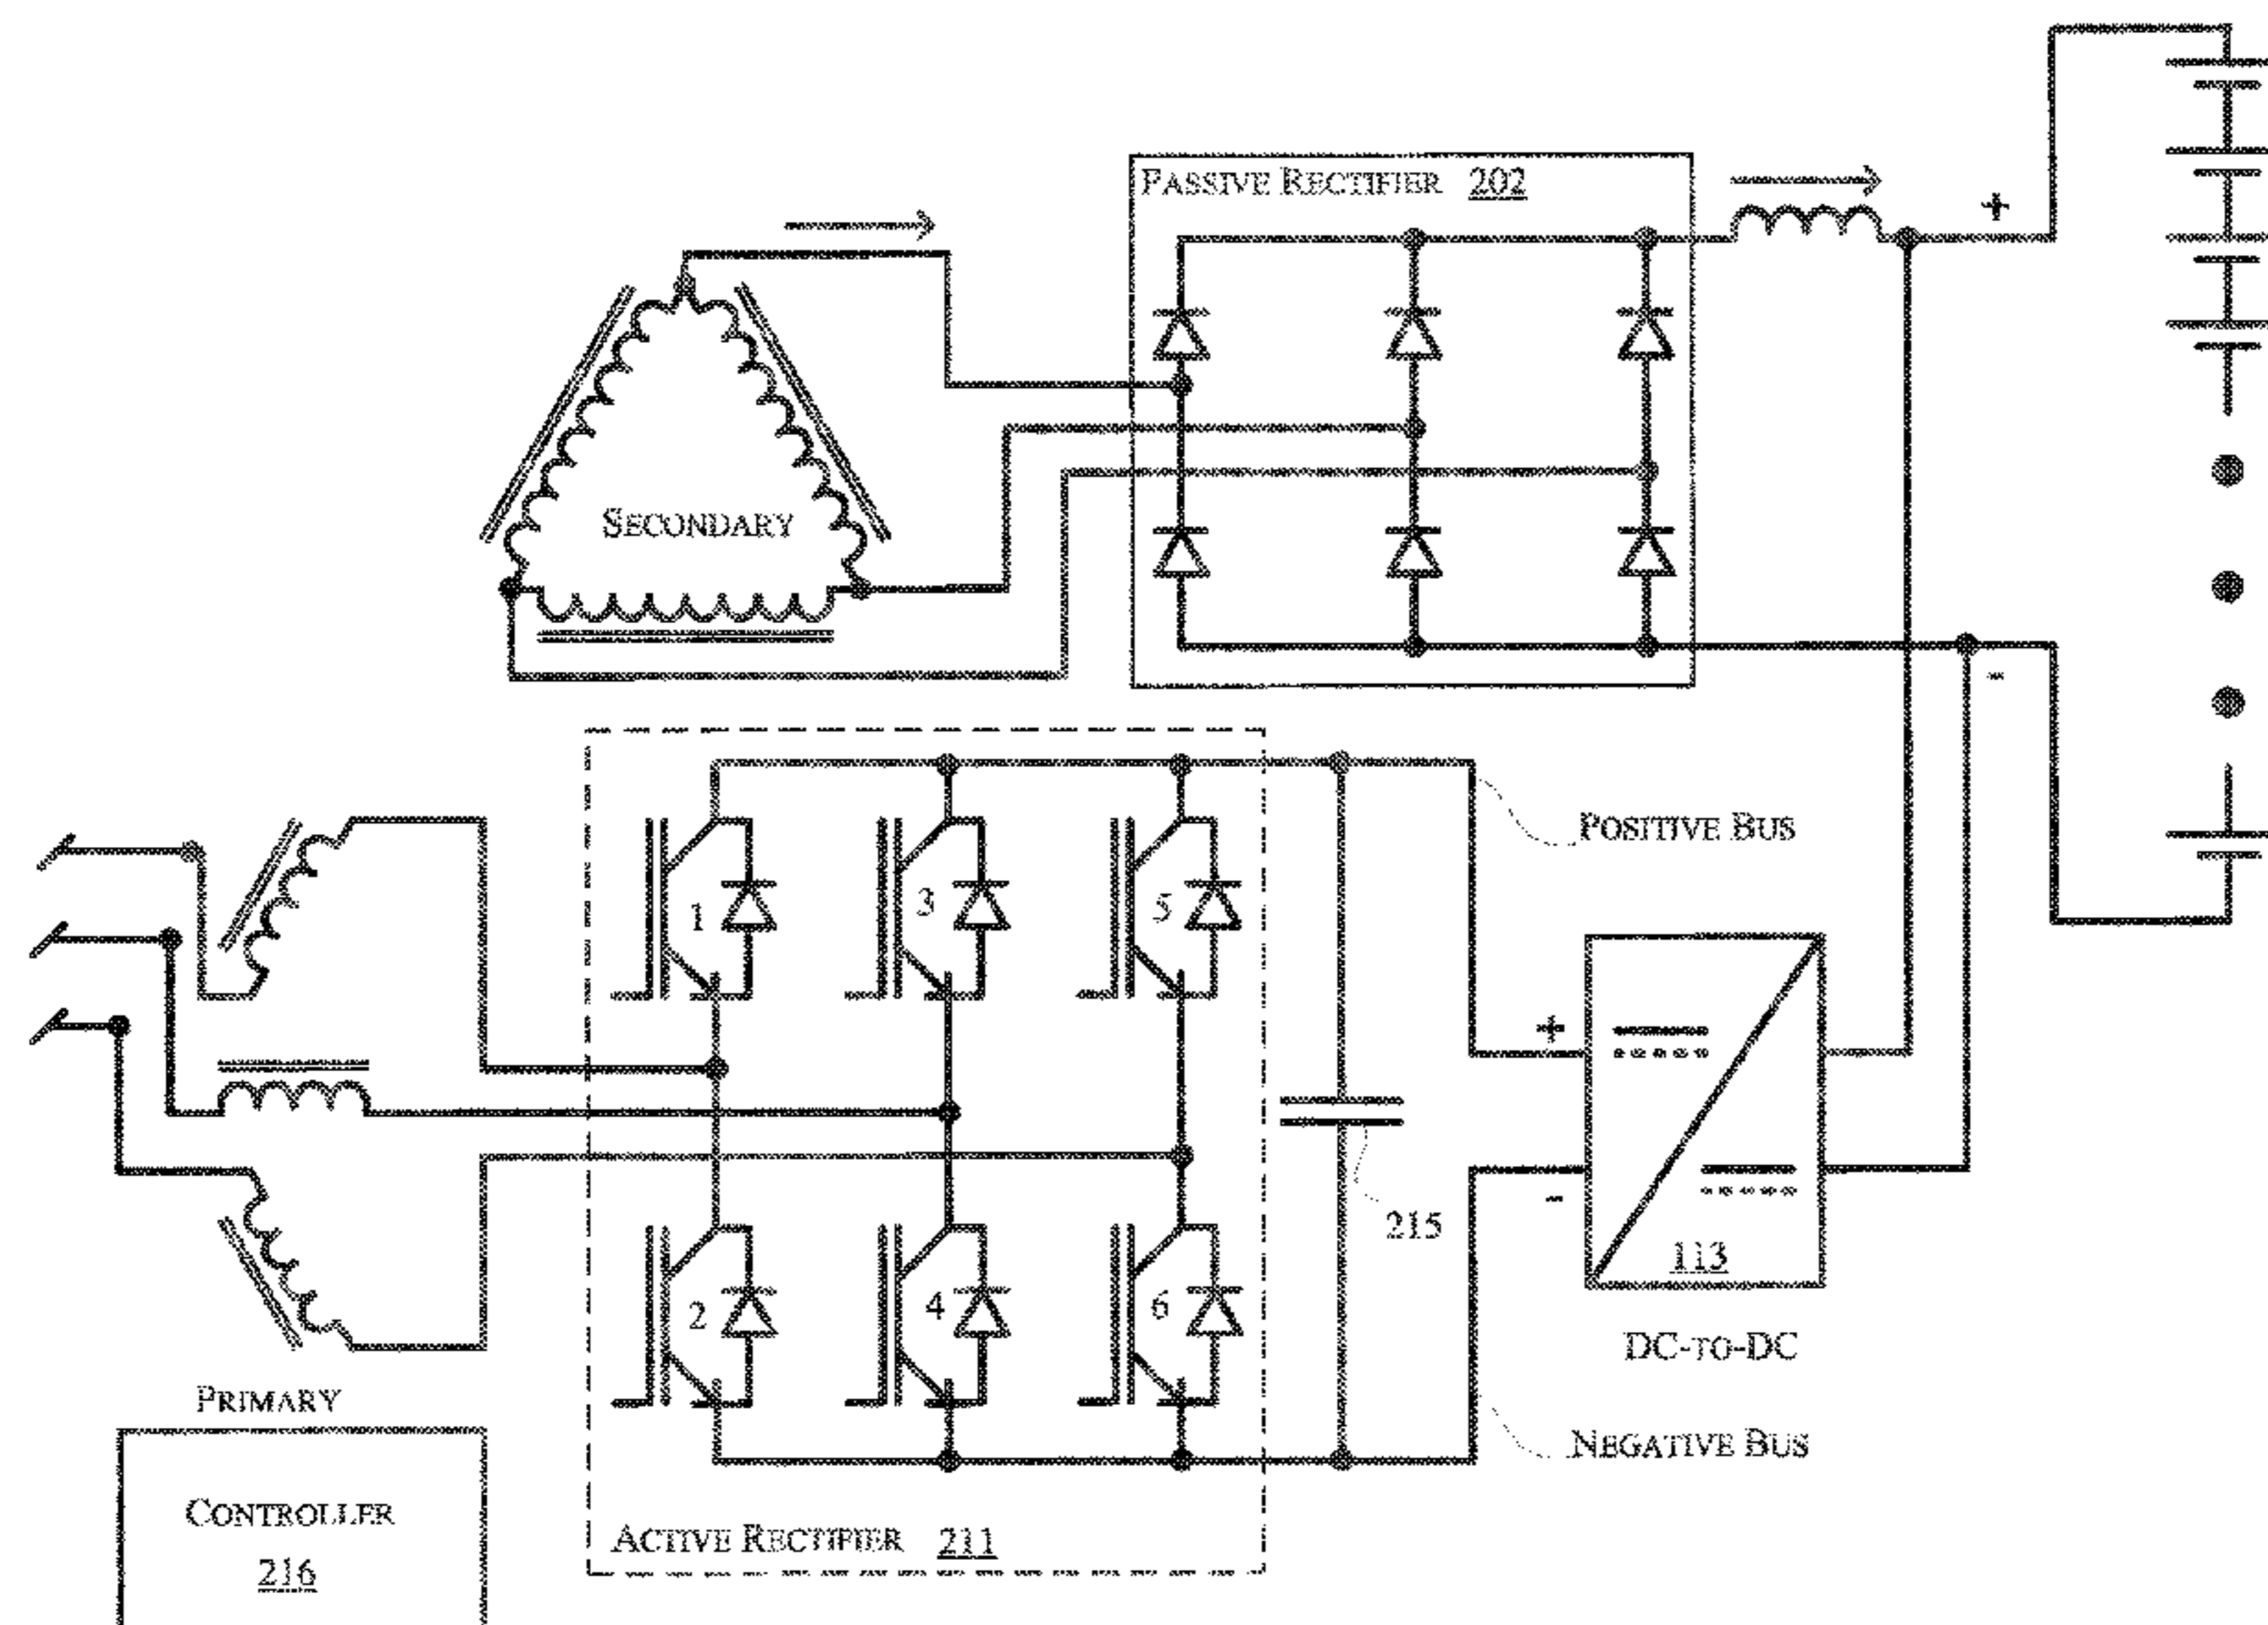 PASSIVE RECTIFIER 202
+
SECONDARY
-
POSITIVE BUS
1
3
5
+
-
215
113
2
4
6
DC-TO-DC
PRIMARY
NEGATIVE BUS
CONTROLLER
216
ACTIVE RECTIFIER 211